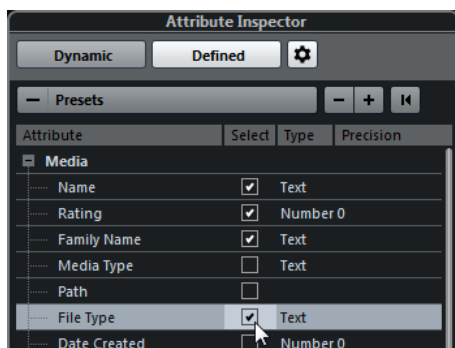 Attribute Inspector
Dynamic Defined
Presets
Attribute Select Type Precision
Media
Name Text
Rating Number 0
Family Name Text
Media Type Text
Path
File Type Text
Date Created Number 0